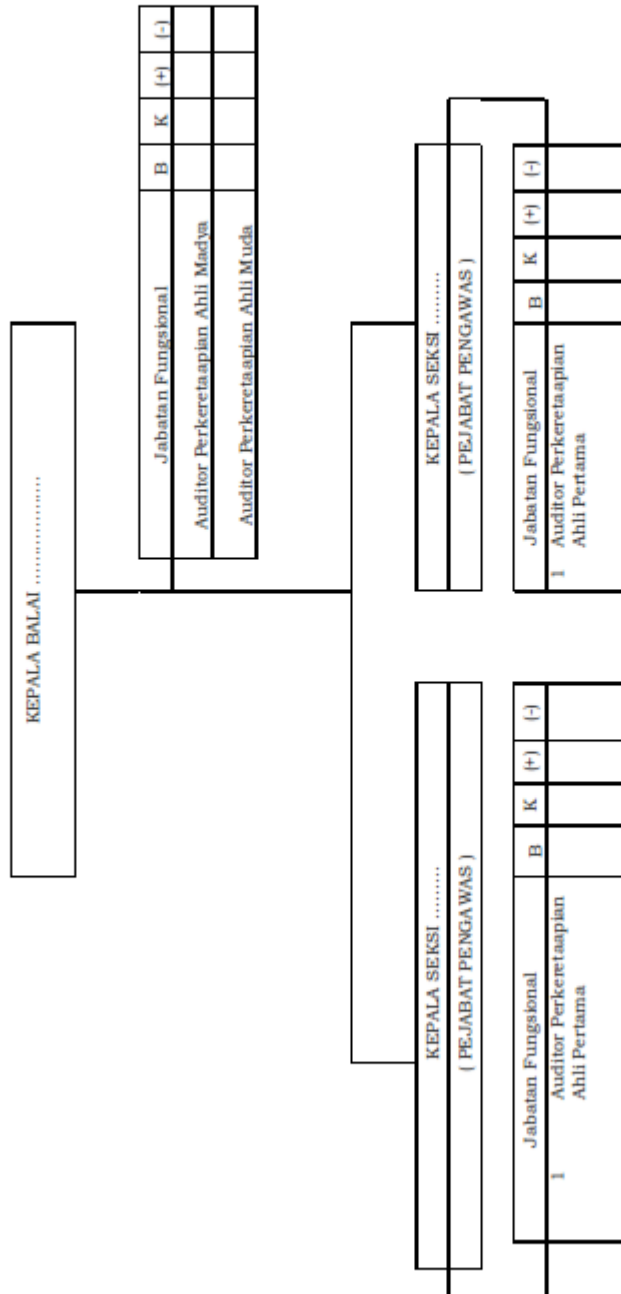 KEPALA BALAI ...................
Jabatan Fungsional B K (+) (-)
Auditor Perkeretaapian Ahli Madya
Auditor Perkeretaapian Ahli Muda
KEPALA SEKSI .........
( PEJABAT PENGAWAS )
Jabatan Fungsional B K (+) (-)
1 Auditor Perkeretaapian
Ahli Pertama
KEPALA SEKSI .........
( PEJABAT PENGAWAS )
Jabatan Fungsional B K (+) (-)
1 Auditor Perkeretaapian
Ahli Pertama